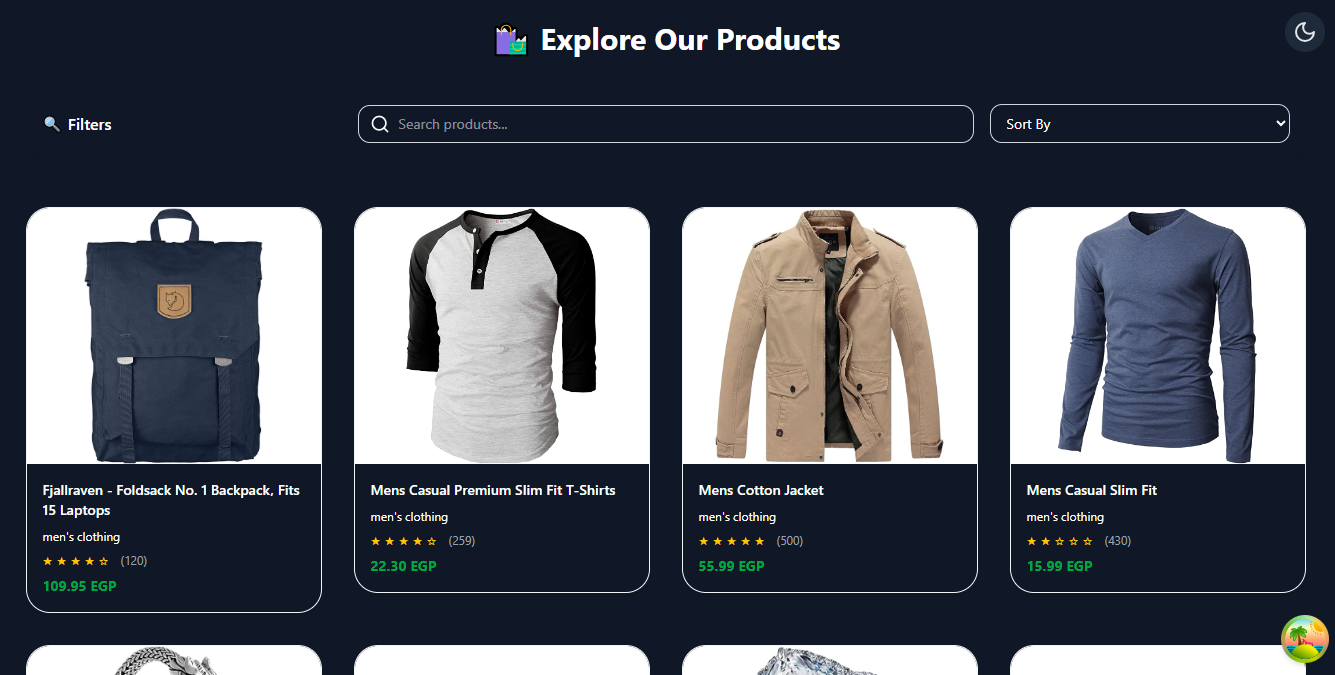 🛍️ Explore Our Products
🔍 Filters
Search products...
Sort By
Fjallraven - Foldsack No. 1 Backpack, Fits
15 Laptops
men's clothing
★★★★☆ (120)
109.95 EGP
Mens Casual Premium Slim Fit T-Shirts
men's clothing
★★★★☆ (259)
22.30 EGP
Mens Cotton Jacket
men's clothing
★★★★★ (500)
55.99 EGP
Mens Casual Slim Fit
men's clothing
★★☆☆☆ (430)
15.99 EGP